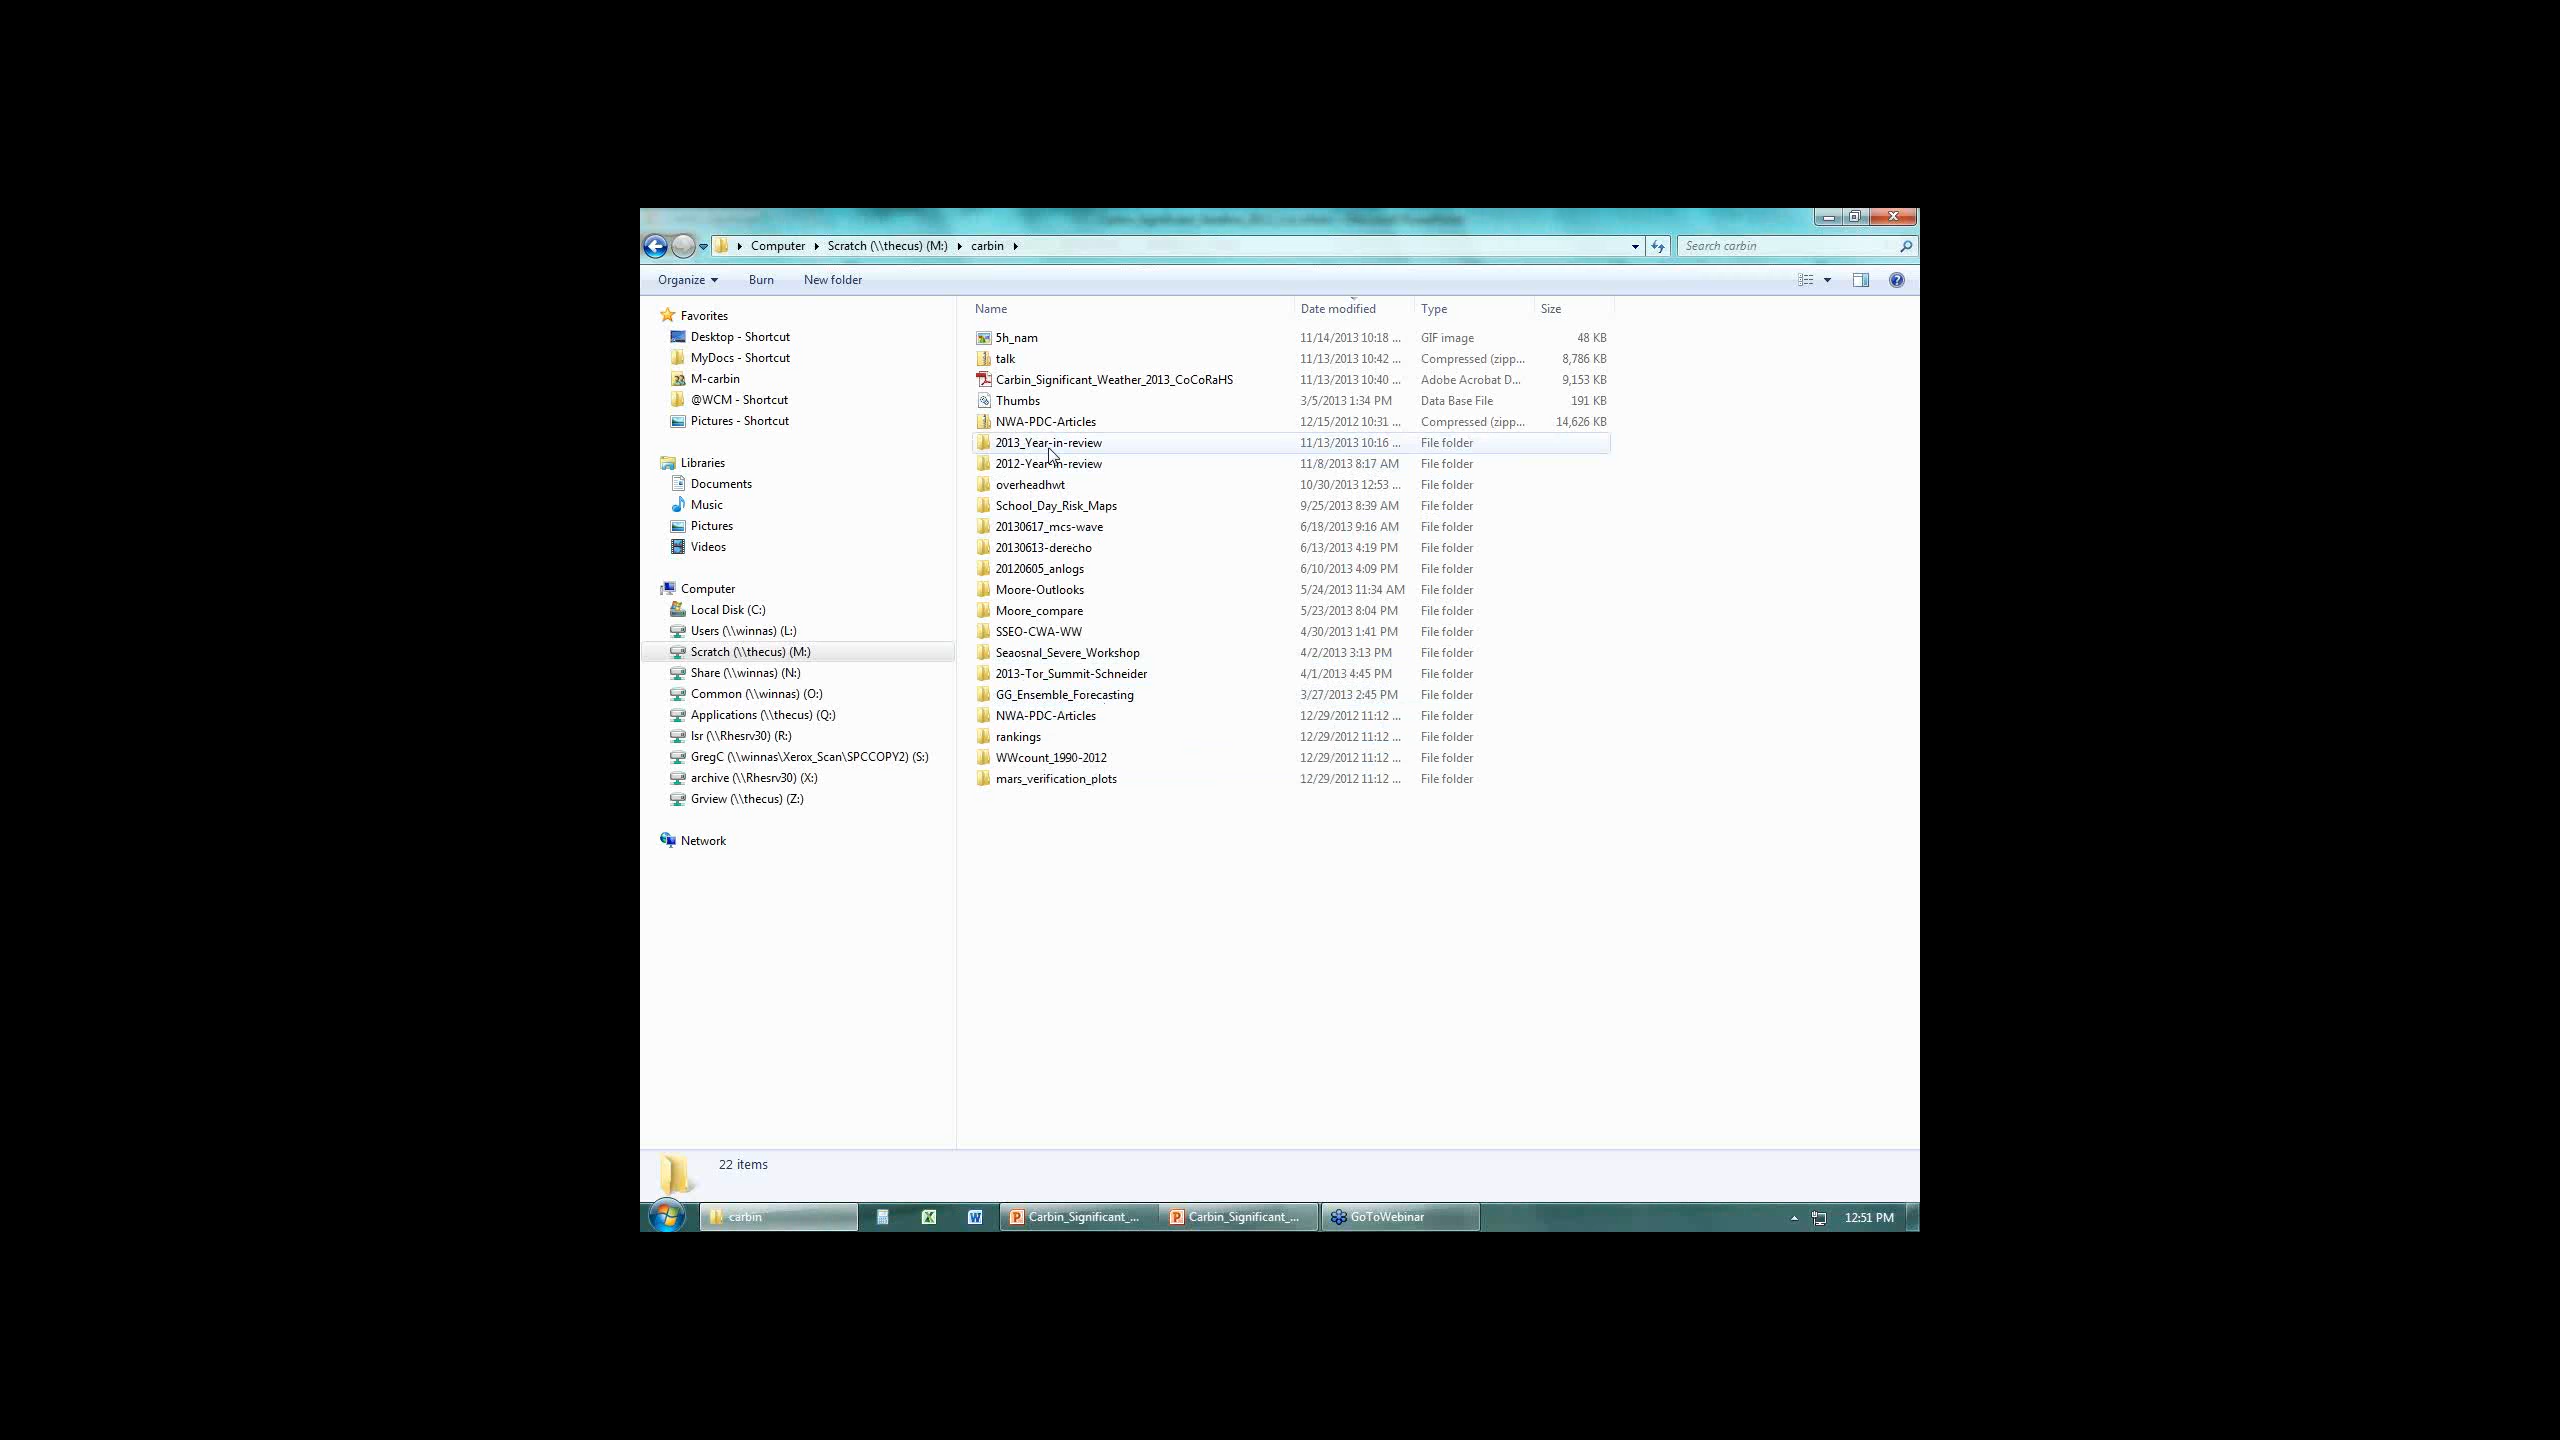 Computer Scratch (\\thecus) (M:) carbin Search carbin
Organize Burn New folder
Favorites
Desktop - Shortcut
MyDocs - Shortcut
M-carbin
@WCM - Shortcut
Pictures - Shortcut
Libraries
Documents
Music
Pictures
Videos
Computer
Local Disk (C:)
Users (\\winnas) (L:)
Scratch (\\thecus) (M:)
Share (\\winnas) (N:)
Common (\\winnas) (O:)
Applications (\\thecus) (Q:)
lsr (\\Rhesrv30) (R:)
GregC (\\winnas\Xerox_Scan\SPCCOPY2) (S:)
archive (\\Rhesrv30) (X:)
Grview (\\thecus) (Z:)
Network
Name Date modified Type Size
5h_nam 11/14/2013 10:18 ... GIF image 48 KB
talk 11/13/2013 10:42 ... Compressed (zipp... 8,786 KB
Carbin_Significant_Weather_2013_CoCoRaHS 11/13/2013 10:40 ... Adobe Acrobat D... 9,153 KB
Thumbs 3/5/2013 1:34 PM Data Base File 191 KB
NWA-PDC-Articles 12/15/2012 10:31 ... Compressed (zipp... 14,626 KB
2013_Year-in-review 11/13/2013 10:16 ... File folder
2012-Year-in-review 11/8/2013 8:17 AM File folder
overheadhwt 10/30/2013 12:53 ... File folder
School_Day_Risk_Maps 9/25/2013 8:39 AM File folder
20130617_mcs-wave 6/18/2013 9:16 AM File folder
20130613-derecho 6/13/2013 4:19 PM File folder
20120605_anlogs 6/10/2013 4:09 PM File folder
Moore-Outlooks 5/24/2013 11:34 AM File folder
Moore_compare 5/23/2013 8:04 PM File folder
SSEO-CWA-WW 4/30/2013 1:41 PM File folder
Seaosnal_Severe_Workshop 4/2/2013 3:13 PM File folder
2013-Tor_Summit-Schneider 4/1/2013 4:45 PM File folder
GG_Ensemble_Forecasting 3/27/2013 2:45 PM File folder
NWA-PDC-Articles 12/29/2012 11:12 ... File folder
rankings 12/29/2012 11:12 ... File folder
WWcount_1990-2012 12/29/2012 11:12 ... File folder
mars_verification_plots 12/29/2012 11:12 ... File folder
22 items
carbin Carbin_Significant_... Carbin_Significant_... GoToWebinar 12:51 PM